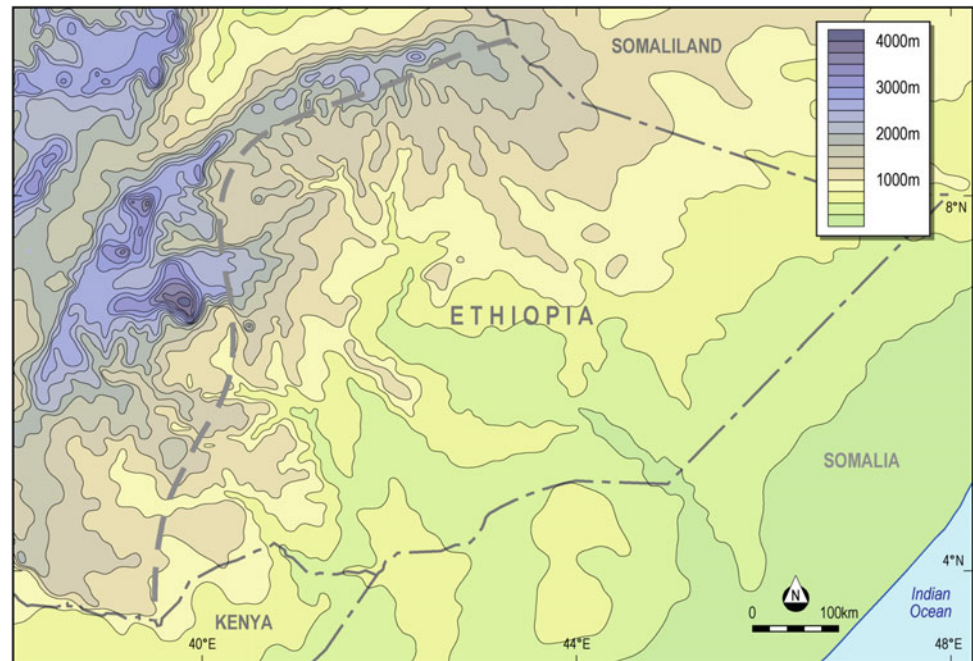 SOMALILAND
4000m
3000m
2000m
1000m
8°N
ETHIOPIA
SOMALIA
4°N
N
0 100km
Indian
Ocean
KENYA
40°E
44°E
48°E